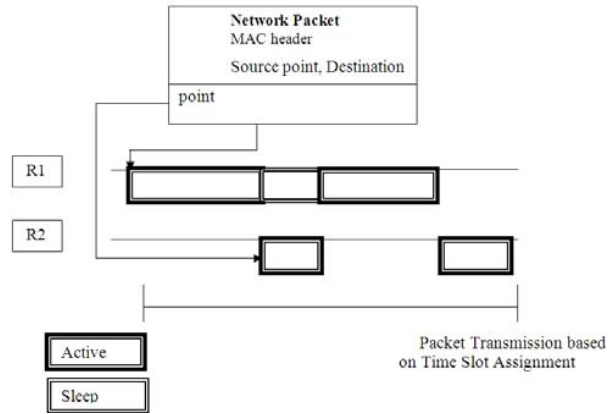 Network Packet
MAC header
Source point, Destination
point
R1
R2
Active
Sleep
Packet Transmission based
on Time Slot Assignment